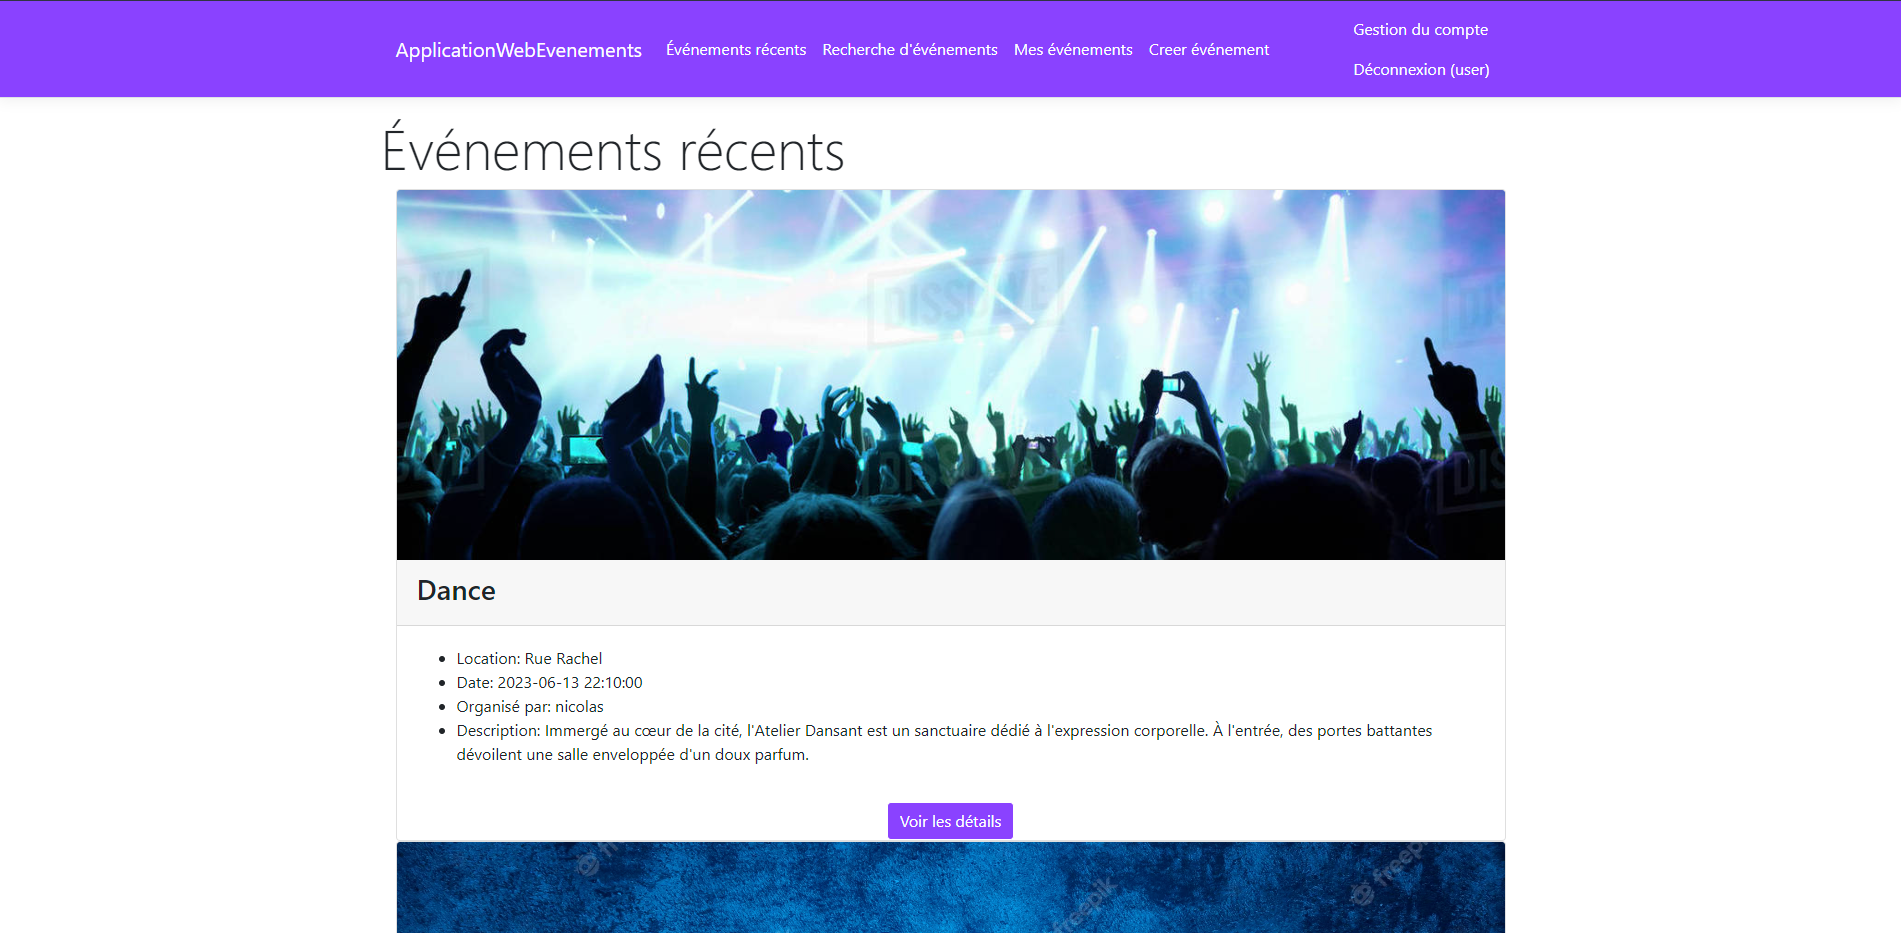 ApplicationWebEvenements
Événements récents
Recherche d'événements
Mes événements
Creer événement
Gestion du compte
Déconnexion (user)
Événements récents
DISSOLVE
DISSOLVE
Dance
Location: Rue Rachel
Date: 2023-06-13 22:10:00
Organisé par: nicolas
Description: Immergé au cœur de la cité, l'Atelier Dansant est un sanctuaire dédié à l'expression corporelle. À l'entrée, des portes battantes
dévoilent une salle enveloppée d'un doux parfum.
Voir les détails
freepik